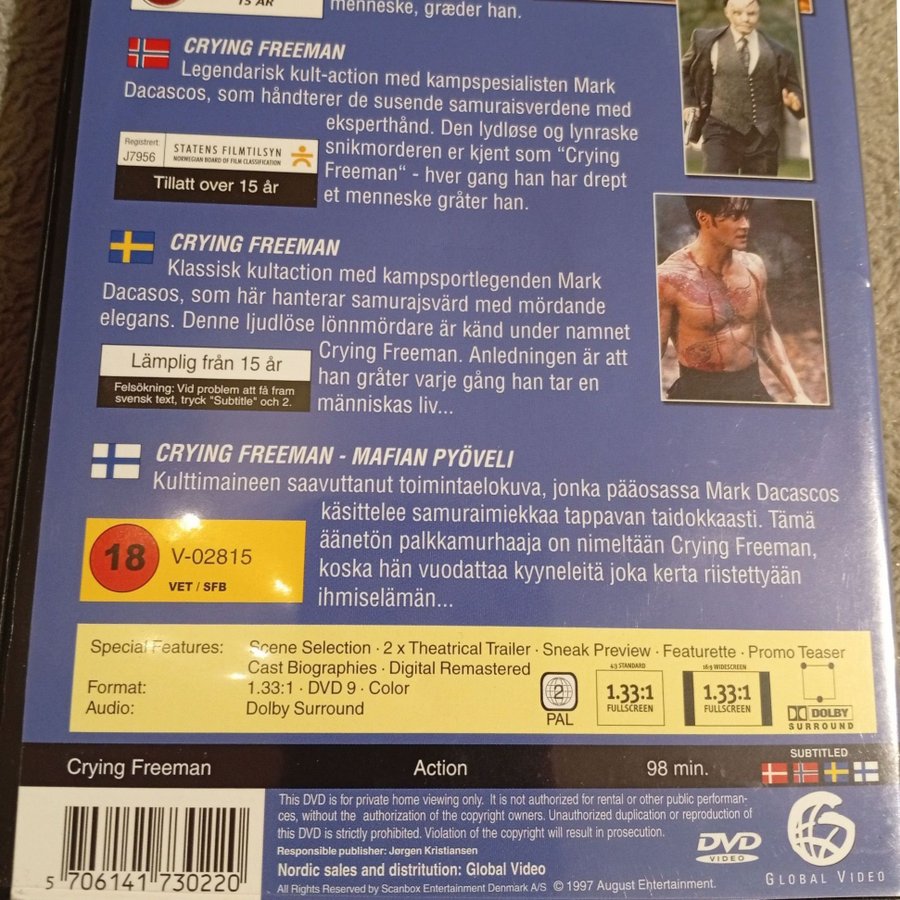 15 ÅR
menneske, græder han.
CRYING FREEMAN
Legendarisk kult-action med kampspesialisten Mark
Dacascos, som håndterer de susende samuraisverdene med
eksperthånd. Den lydløse og lynraske
snikmorderen er kjent som “Crying
Freeman“ - hver gang han har drept
et menneske gråter han.
Registrert
J7956
STATENS FILMTILSYN
NORWEGIAN BOARD OF FILM CLASSIFICATION
Tillatt over 15 år
CRYING FREEMAN
Klassisk kultaction med kampsportlegenden Mark
Dacasos, som här hanterar samurajsvärd med mördande
elegans. Denne ljudlöse lönnmördare är känd under namnet
Crying Freeman. Anledningen är att
han gråter varje gång han tar en
människas liv...
Lämplig från 15 år
Felsökning: Vid problem att få fram
svensk text, tryck "Subtitle" och 2.
CRYING FREEMAN - MAFIAN PYÖVELI
Kulttimaineen saavuttanut toimintaelokuva, jonka pääosassa Mark Dacascos
käsittelee samuraimiekkaa tappavan taidokkaasti. Tämä
äänetön palkkamurhaaja on nimeltään Crying Freeman,
koska hän vuodattaa kyyneleitä joka kerta riistettyään
ihmiselämän...
18
V-02815
VET / SFB
Special Features: Scene Selection · 2 x Theatrical Trailer · Sneak Preview · Featurette · Promo Teaser
Cast Biographies · Digital Remastered
Format: 1.33:1 · DVD 9 · Color
Audio: Dolby Surround
2
PAL
4:3 STANDARD
1.33:1
FULLSCREEN
16:9 WIDESCREEN
1.33:1
FULLSCREEN
DOLBY
SURROUND
Crying Freeman Action 98 min.
SUBTITLED
This DVD is for private home viewing only. It is not authorized for rental or other public performan-
ces, without the authorization of the copyright owners. Unauthorized duplication or reproduction of
this DVD is strictly prohibited. Violation of the copyright will result in prosecution.
Responsible publisher: Jørgen Kristiansen
Nordic sales and distritution: Global Video
All Rights Reserved by Scanbox Entertainment Denmark A/S © 1997 August Entertainment.
5 706141 730220
DVD
VIDEO
GLOBAL VIDEO